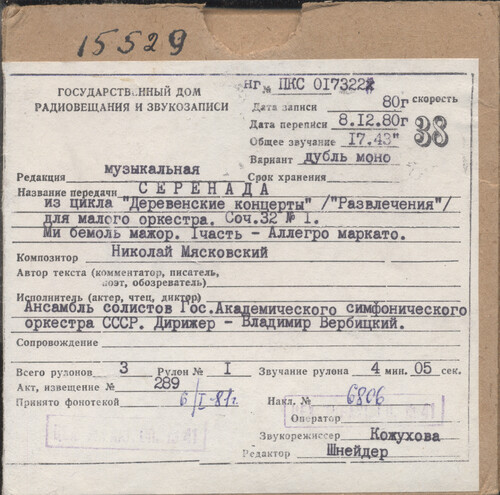 15529
ГОСУДАРСТВЕННЫЙ ДОМ
РАДИОВЕЩАНИЯ И ЗВУКОЗАПИСИ
нг № ПКС 017322
Дата записи 80г скорость
Дата переписи 8.12.80г 38
Общее звучание 17.43"
Вариант дубль моно
Редакция музыкальная Срок хранения
Название передачи СЕРЕНАДА
из цикла "Деревенские концерты" /"Развлечения"/
для малого оркестра. Соч.32 № 1.
Ми бемоль мажор. Iчасть - Аллегро маркато.
Композитор Николай Мясковский
Автор текста (комментатор, писатель,
поэт, обозреватель)
Исполнитель (актер, чтец, диктор)
Ансамбль солистов Гос.Академического симфонического
оркестра СССР. Дирижер - Владимир Вербицкий.
Сопровождение
Всего рулонов 3 Рулон № I Звучание рулона 4 мин. 05 сек.
Акт, извещение № 289
Принято фонотекой 6/I-81г. Накл. № 6806
Оператор
Звукорежиссер Кожухова
Редактор Шнейдер